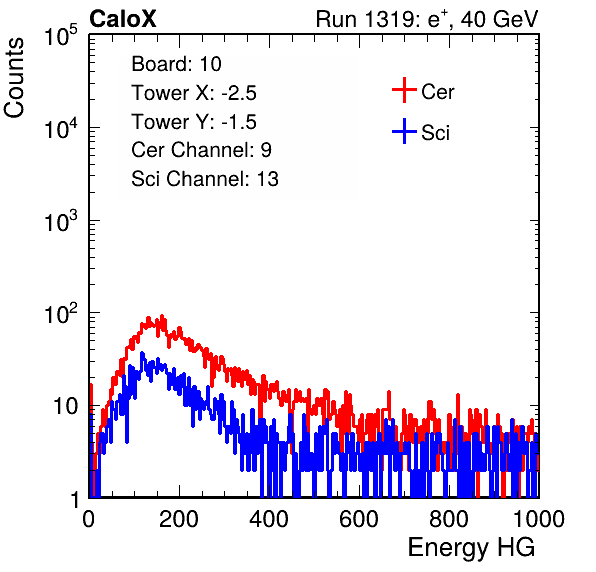 CaloX Run 1319: e⁺, 40 GeV
Counts
Board: 10
Tower X: -2.5
Tower Y: -1.5
Cer Channel: 9
Sci Channel: 13
Cer
Sci
10⁵
10⁴
10³
10²
10
1
0 200 400 600 800 1000
Energy HG